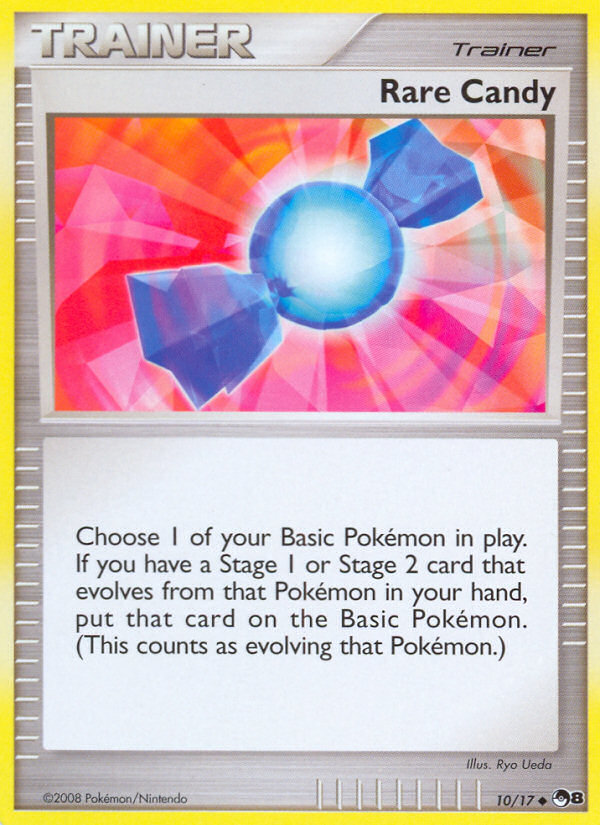 TRAINER
Trainer
Rare Candy
Choose 1 of your Basic Pokémon in play.
If you have a Stage 1 or Stage 2 card that
evolves from that Pokémon in your hand,
put that card on the Basic Pokémon.
(This counts as evolving that Pokémon.)
Illus. Ryo Ueda
©2008 Pokémon/Nintendo
10/17 ◆ 8